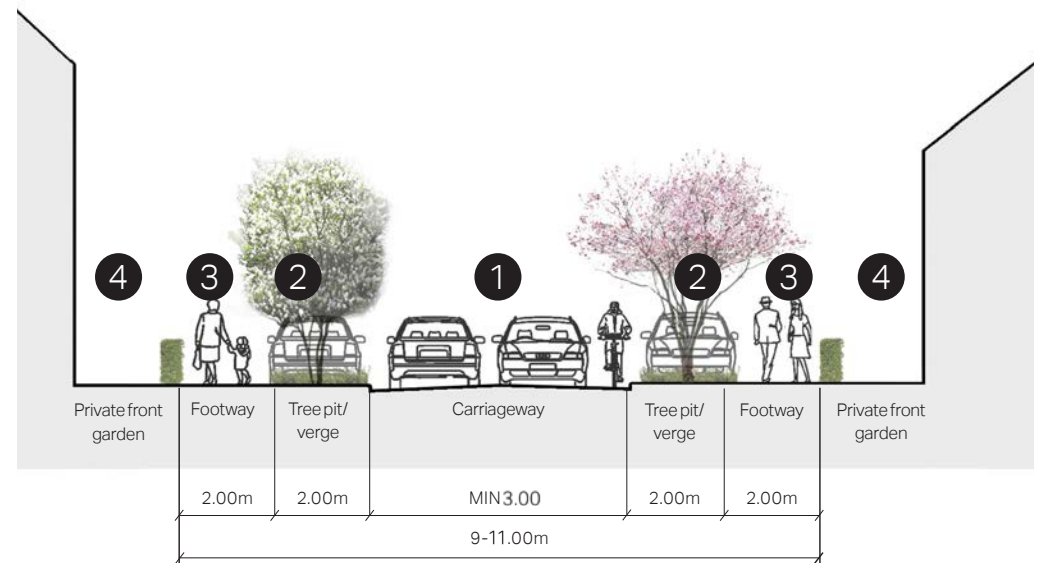 4 3 2 1 2 3 4
Private front
garden
Footway
Tree pit/
verge
Carriageway
Tree pit/
verge
Footway
Private front
garden
2.00m 2.00m MIN 3.00 2.00m 2.00m
9-11.00m